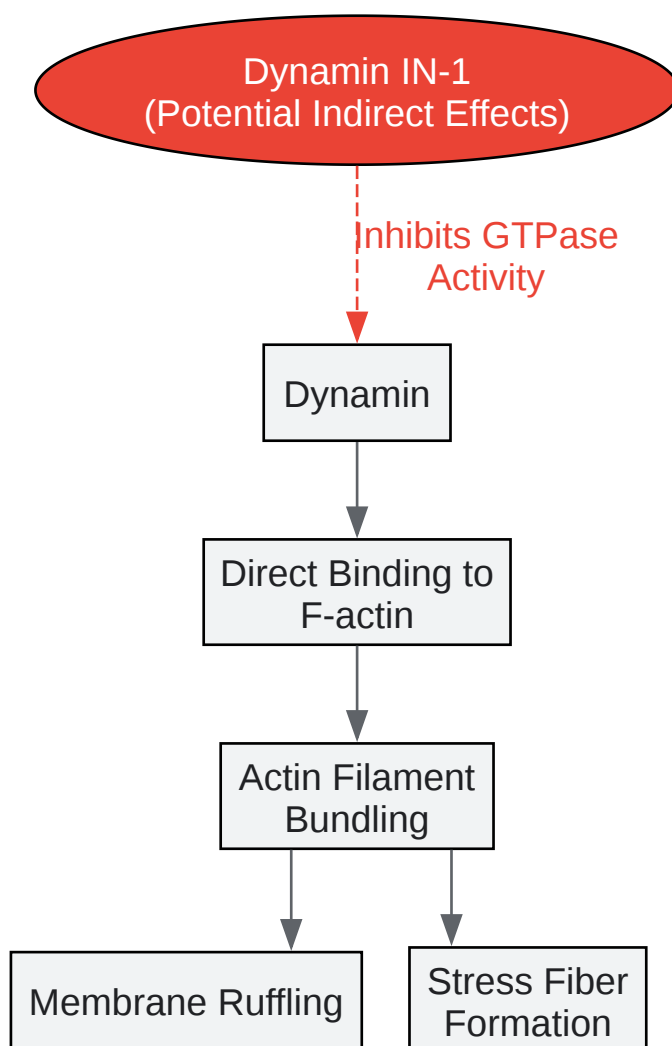 Dynamin IN-1
(Potential Indirect Effects)
Inhibits GTPase
Activity
Dynamin
Direct Binding to
F-actin
Actin Filament
Bundling
Membrane Ruffling
Stress Fiber
Formation